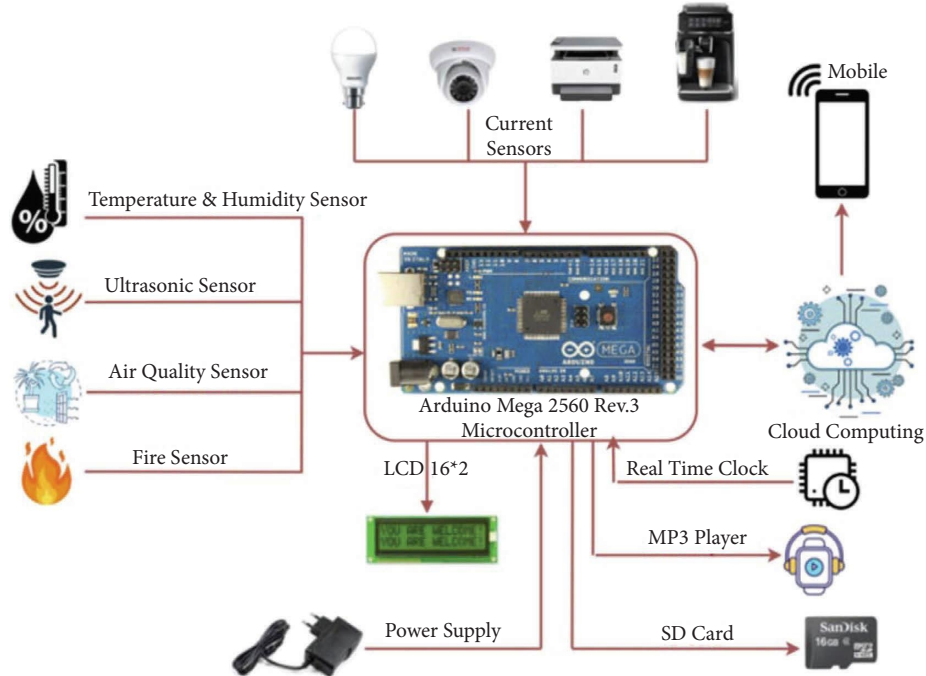 Mobile
Current
Sensors
Temperature & Humidity Sensor
%
Ultrasonic Sensor
ARDUINO
MEGA
Air Quality Sensor
Arduino Mega 2560 Rev.3
Microcontroller
Cloud Computing
Fire Sensor
LCD 16*2
Real Time Clock
YOU ARE WELCOME!
YOU ARE WELCOME!
MP3 Player
Power Supply
SD Card
SanDisk
16GB